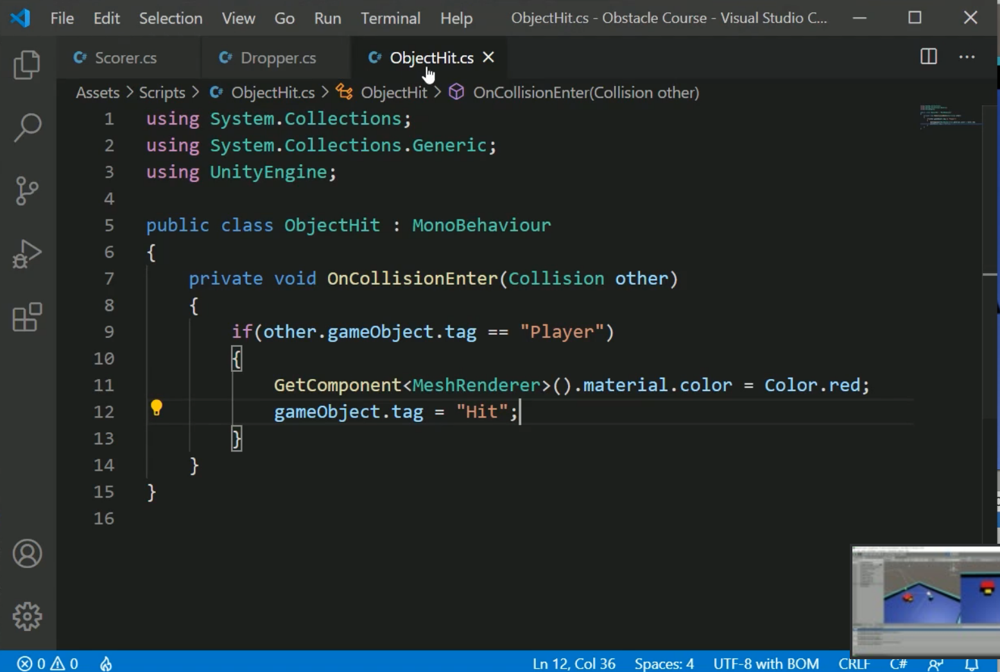 File Edit Selection View Go Run Terminal Help ObjectHit.cs - Obstacle Course - Visual Studio C...
Scorer.cs Dropper.cs ObjectHit.cs
Assets > Scripts > ObjectHit.cs > ObjectHit > OnCollisionEnter(Collision other)
1 using System.Collections;
2 using System.Collections.Generic;
3 using UnityEngine;
4
5 public class ObjectHit : MonoBehaviour
6 {
7 private void OnCollisionEnter(Collision other)
8 {
9 if(other.gameObject.tag == "Player")
10 {
11 GetComponent<MeshRenderer>().material.color = Color.red;
12 gameObject.tag = "Hit";
13 }
14 }
15 }
16
0 0 Ln 12, Col 36 Spaces: 4 UTF-8 with BOM CRLF C#